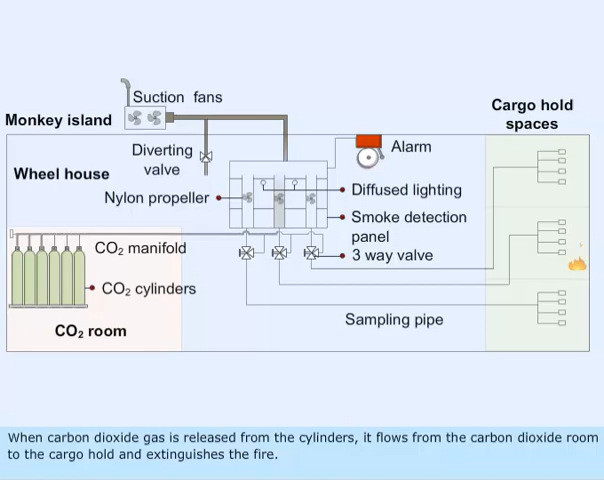 Suction fans
Cargo hold
spaces
Monkey island
Diverting
valve
Alarm
Wheel house
Diffused lighting
Nylon propeller
Smoke detection
panel
CO₂ manifold
3 way valve
CO₂ cylinders
Sampling pipe
CO₂ room
When carbon dioxide gas is released from the cylinders, it flows from the carbon dioxide room
to the cargo hold and extinguishes the fire.